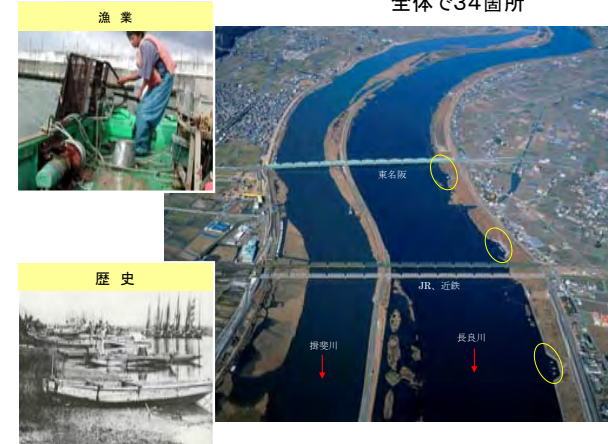 全体で34箇所
漁 業
東名阪
JR、近鉄
歴 史
揖斐川
長良川